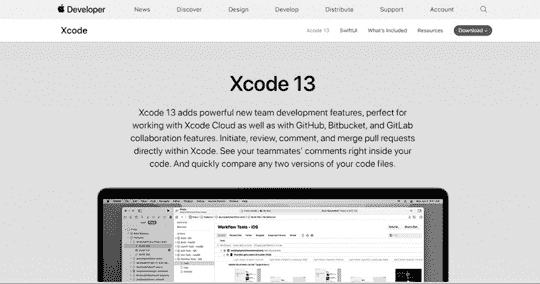 Developer News Discover Design Develop Distribute Support Account
Xcode Xcode 13 SwiftUI What's Included Resources Download
Xcode 13
Xcode 13 adds powerful new team development features, perfect for
working with Xcode Cloud as well as with GitHub, Bitbucket, and GitLab
collaboration features. Initiate, review, comment, and merge pull requests
directly within Xcode. See your teammates' comments right inside your
code. And quickly compare any two versions of your code files.
Workflow Tests - iOS